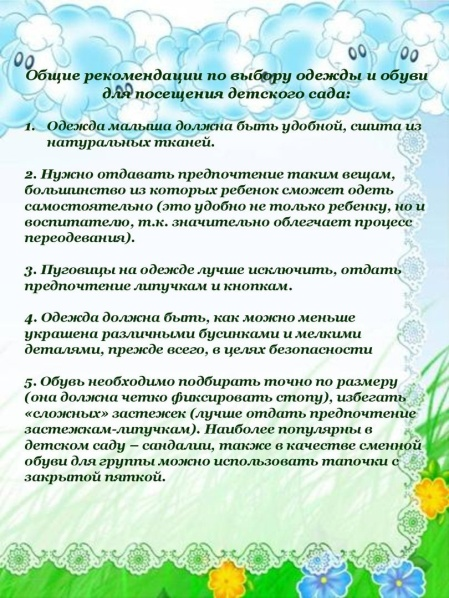 Общие рекомендации по выбору одежды и обуви
для посещения детского сада:
1. Одежда малыша должна быть удобной, сшита из
натуральных тканей.
2. Нужно отдавать предпочтение таким вещам,
большинство из которых ребенок сможет одеть
самостоятельно (это удобно не только ребенку, но и
воспитателю, т.к. значительно облегчает процесс
переодевания).
3. Пуговицы на одежде лучше исключить, отдать
предпочтение липучкам и кнопкам.
4. Одежда должна быть, как можно меньше
украшена различными бусинками и мелкими
деталями, прежде всего, в целях безопасности
5. Обувь необходимо подбирать точно по размеру
(она должна четко фиксировать стопу), избегать
«сложных» застежек (лучше отдать предпочтение
застежкам-липучкам). Наиболее популярны в
детском саду – сандалии, также в качестве сменной
обуви для группы можно использовать тапочки с
закрытой пяткой.